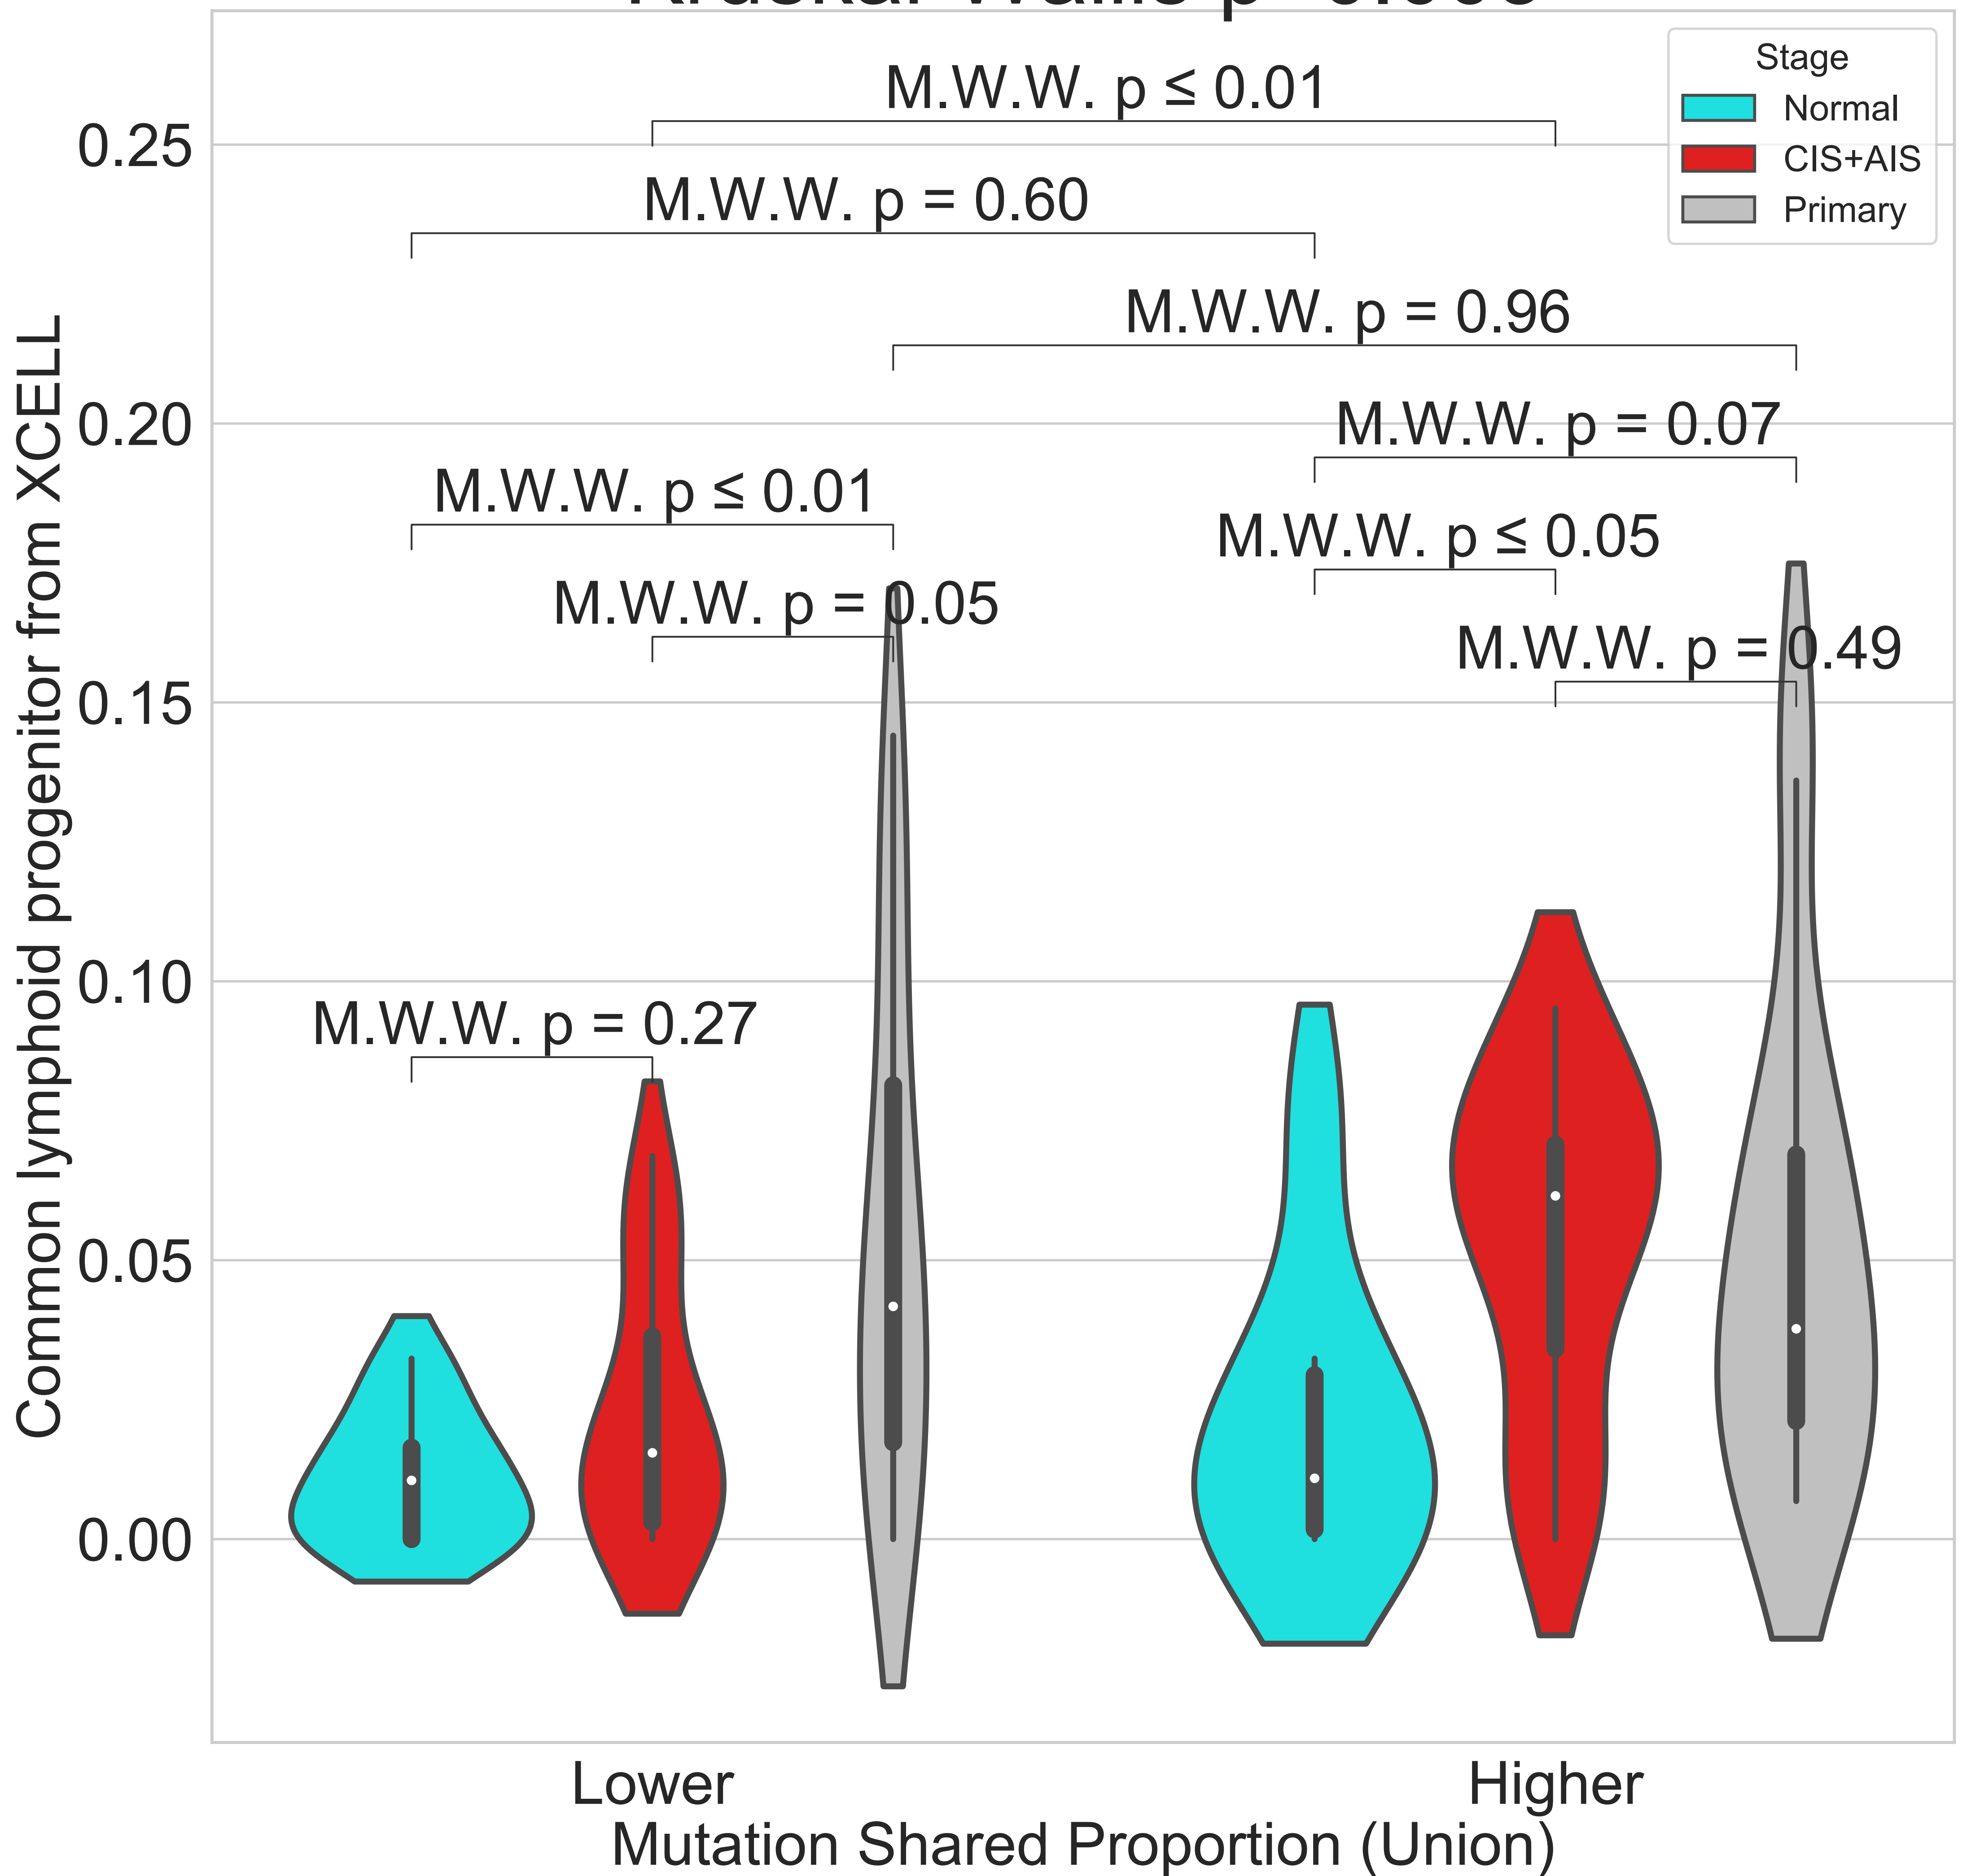 Stage
Normal
CIS+AIS
Primary
M.W.W. p ≤ 0.01
M.W.W. p = 0.60
M.W.W. p = 0.96
M.W.W. p = 0.07
M.W.W. p ≤ 0.01
M.W.W. p ≤ 0.05
M.W.W. p = 0.05
M.W.W. p = 0.49
M.W.W. p = 0.27
0.25
0.20
0.15
0.10
0.05
0.00
Common lymphoid progenitor from XCELL
Lower
Higher
Mutation Shared Proportion (Union)